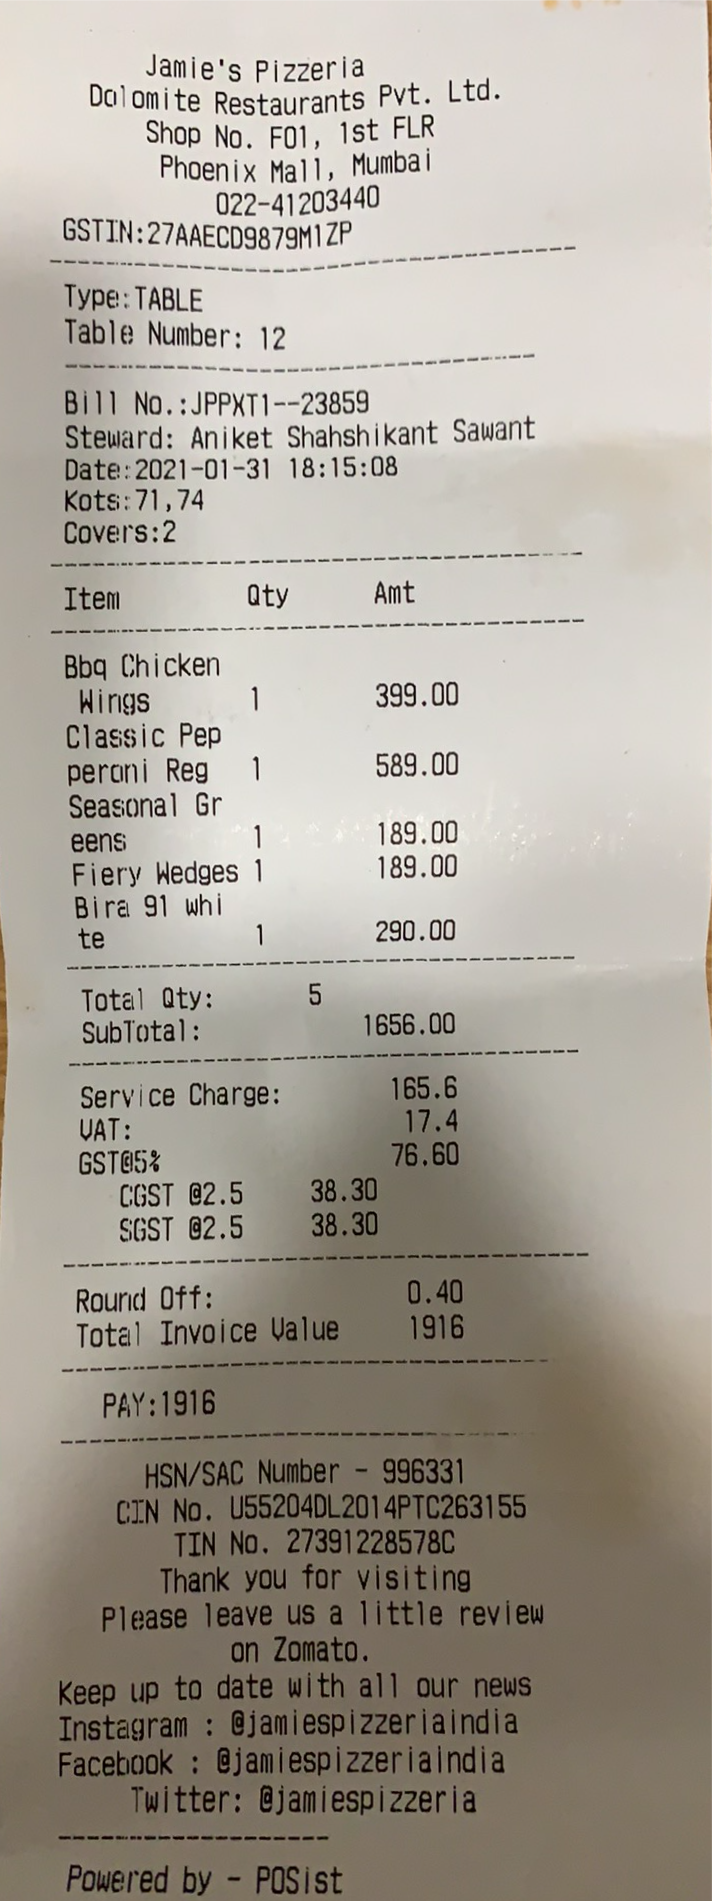 Jamie's Pizzeria
Dolomite Restaurants Pvt. Ltd.
Shop No. F01, 1st FLR
Phoenix Mall, Mumbai
022-41203440
GSTIN:27AAECD9879M1ZP
Type:TABLE
Table Number: 12
Bill No.:JPPXT1--23859
Steward: Aniket Shahshikant Sawant
Date:2021-01-31 18:15:08
Kots:71,74
Covers:2
Item Qty Amt
Bbq Chicken
Wings 1 399.00
Classic Pep
peroni Reg 1 589.00
Seasonal Gr
eens 1 189.00
Fiery Wedges 1 189.00
Bira 91 whi
te 1 290.00
Total Qty: 5
SubTotal: 1656.00
Service Charge: 165.6
VAT: 17.4
GST@5% 76.60
CGST @2.5 38.30
SGST @2.5 38.30
Round Off: 0.40
Total Invoice Value 1916
PAY:1916
HSN/SAC Number - 996331
CIN No. U55204DL2014PTC263155
TIN No. 27391228578C
Thank you for visiting
Please leave us a little review
on Zomato.
Keep up to date with all our news
Instagram : @jamiespizzeriaindia
Facebook : @jamiespizzeriaindia
Twitter: @jamiespizzeria
Powered by - POSist